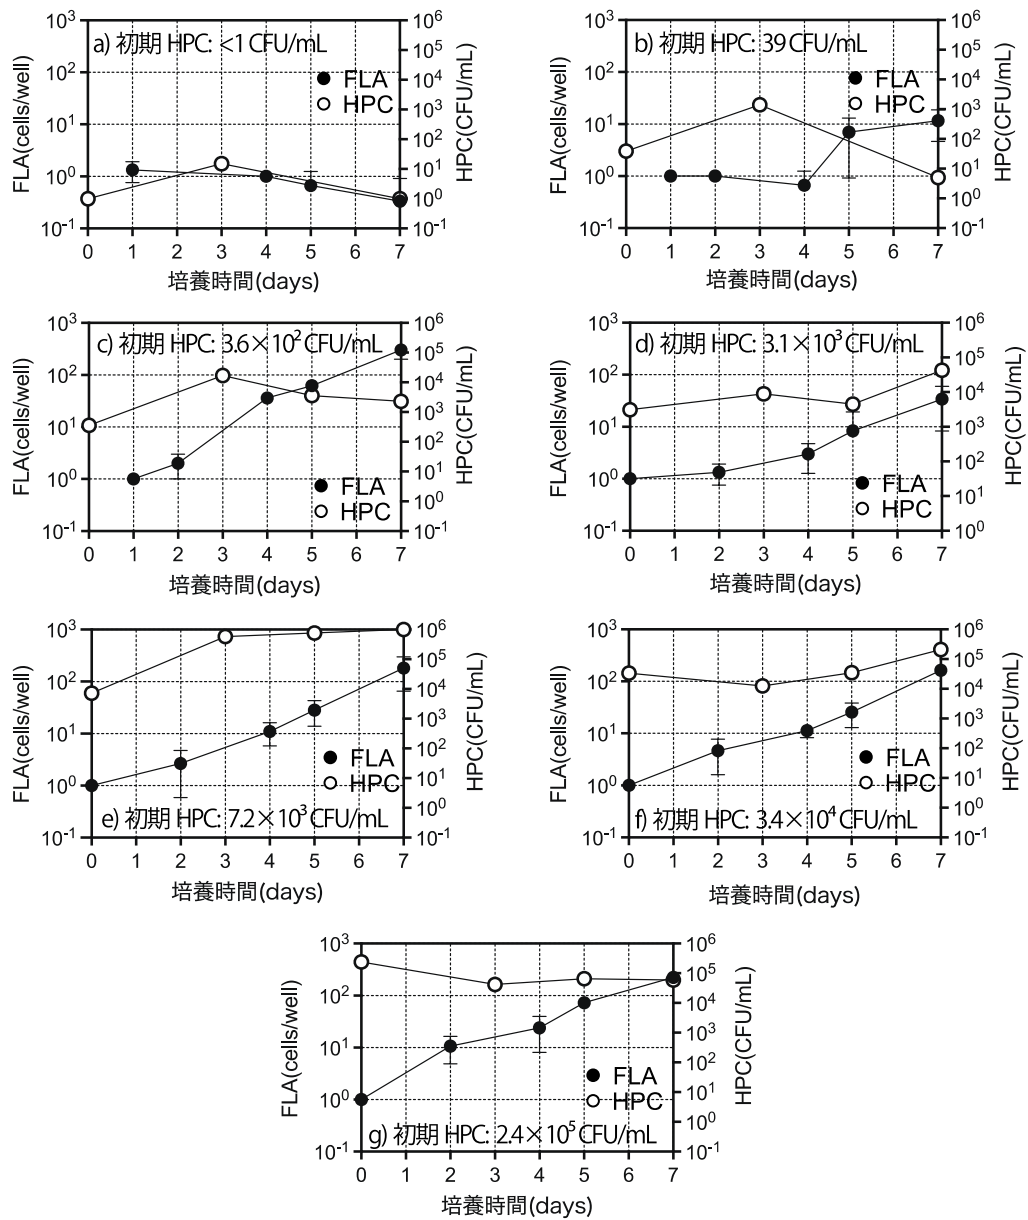 a) 初期 HPC: <1 CFU/mL
FLA
HPC
FLA(cells/well)
10³
10²
10¹
10⁰
10⁻¹
HPC(CFU/mL)
10⁶
10⁵
10⁴
10³
10²
10¹
10⁰
10⁻¹
0 1 2 3 4 5 6 7
培養時間(days)
b) 初期 HPC: 39 CFU/mL
FLA
HPC
FLA(cells/well)
10³
10²
10¹
10⁰
10⁻¹
HPC(CFU/mL)
10⁶
10⁵
10⁴
10³
10²
10¹
10⁰
10⁻¹
0 1 2 3 4 5 6 7
培養時間(days)
c) 初期 HPC: 3.6×10² CFU/mL
FLA
HPC
FLA(cells/well)
10³
10²
10¹
10⁰
10⁻¹
HPC(CFU/mL)
10⁶
10⁵
10⁴
10³
10²
10¹
10⁰
10⁻¹
0 1 2 3 4 5 6 7
培養時間(days)
d) 初期 HPC: 3.1×10³ CFU/mL
FLA
HPC
FLA(cells/well)
10³
10²
10¹
10⁰
10⁻¹
HPC(CFU/mL)
10⁶
10⁵
10⁴
10³
10²
10¹
10⁰
0 1 2 3 4 5 6 7
培養時間(days)
e) 初期 HPC: 7.2×10³ CFU/mL
FLA
HPC
FLA(cells/well)
10³
10²
10¹
10⁰
10⁻¹
HPC(CFU/mL)
10⁶
10⁵
10⁴
10³
10²
10¹
10⁰
10⁻¹
0 1 2 3 4 5 6 7
培養時間(days)
f) 初期 HPC: 3.4×10⁴ CFU/mL
FLA
HPC
FLA(cells/well)
10³
10²
10¹
10⁰
10⁻¹
HPC(CFU/mL)
10⁶
10⁵
10⁴
10³
10²
10¹
10⁰
10⁻¹
0 1 2 3 4 5 6 7
培養時間(days)
g) 初期 HPC: 2.4×10⁵ CFU/mL
FLA
HPC
FLA(cells/well)
10³
10²
10¹
10⁰
10⁻¹
HPC(CFU/mL)
10⁶
10⁵
10⁴
10³
10²
10¹
10⁰
10⁻¹
0 1 2 3 4 5 6 7
培養時間(days)